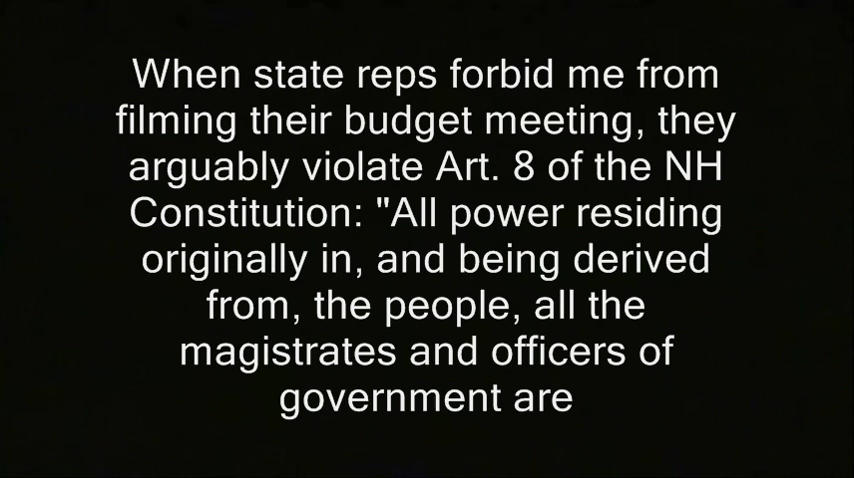 When state reps forbid me from
filming their budget meeting, they
arguably violate Art. 8 of the NH
Constitution: "All power residing
originally in, and being derived
from, the people, all the
magistrates and officers of
government are